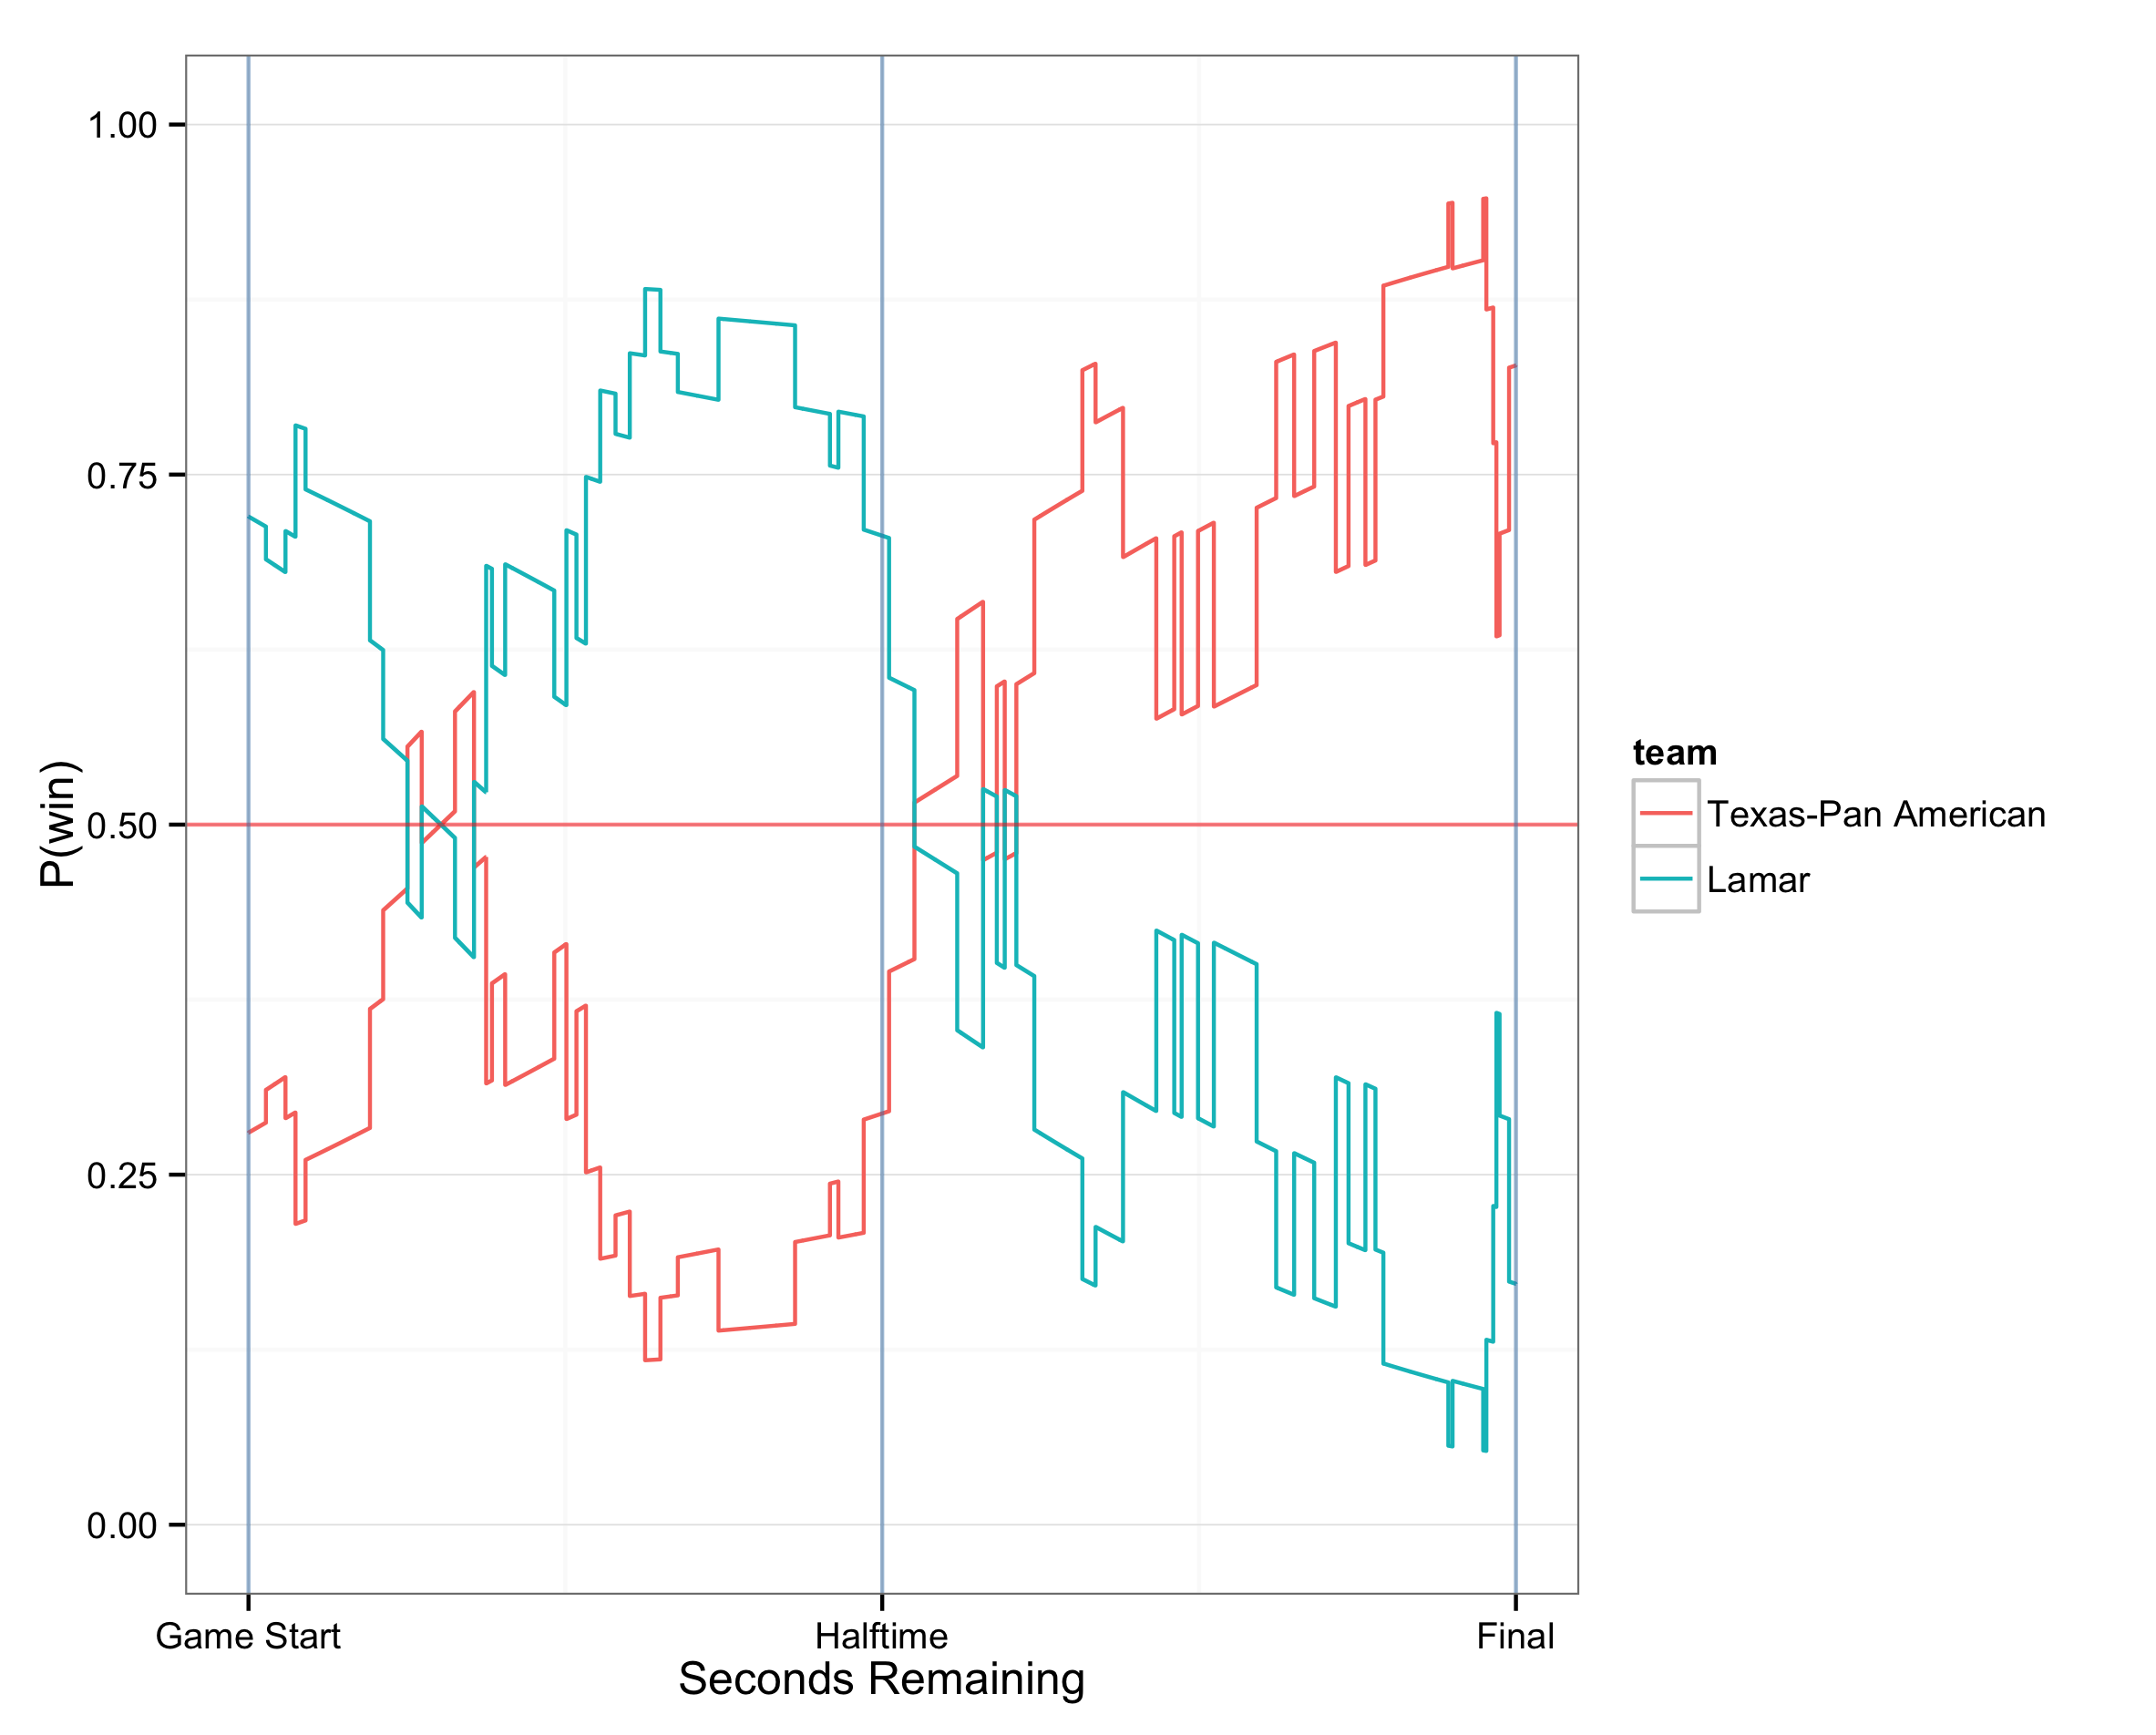 1.00
0.75
0.50
0.25
0.00
P(win)
Game Start
Halftime
Final
Seconds Remaining
team
Texas-Pan American
Lamar